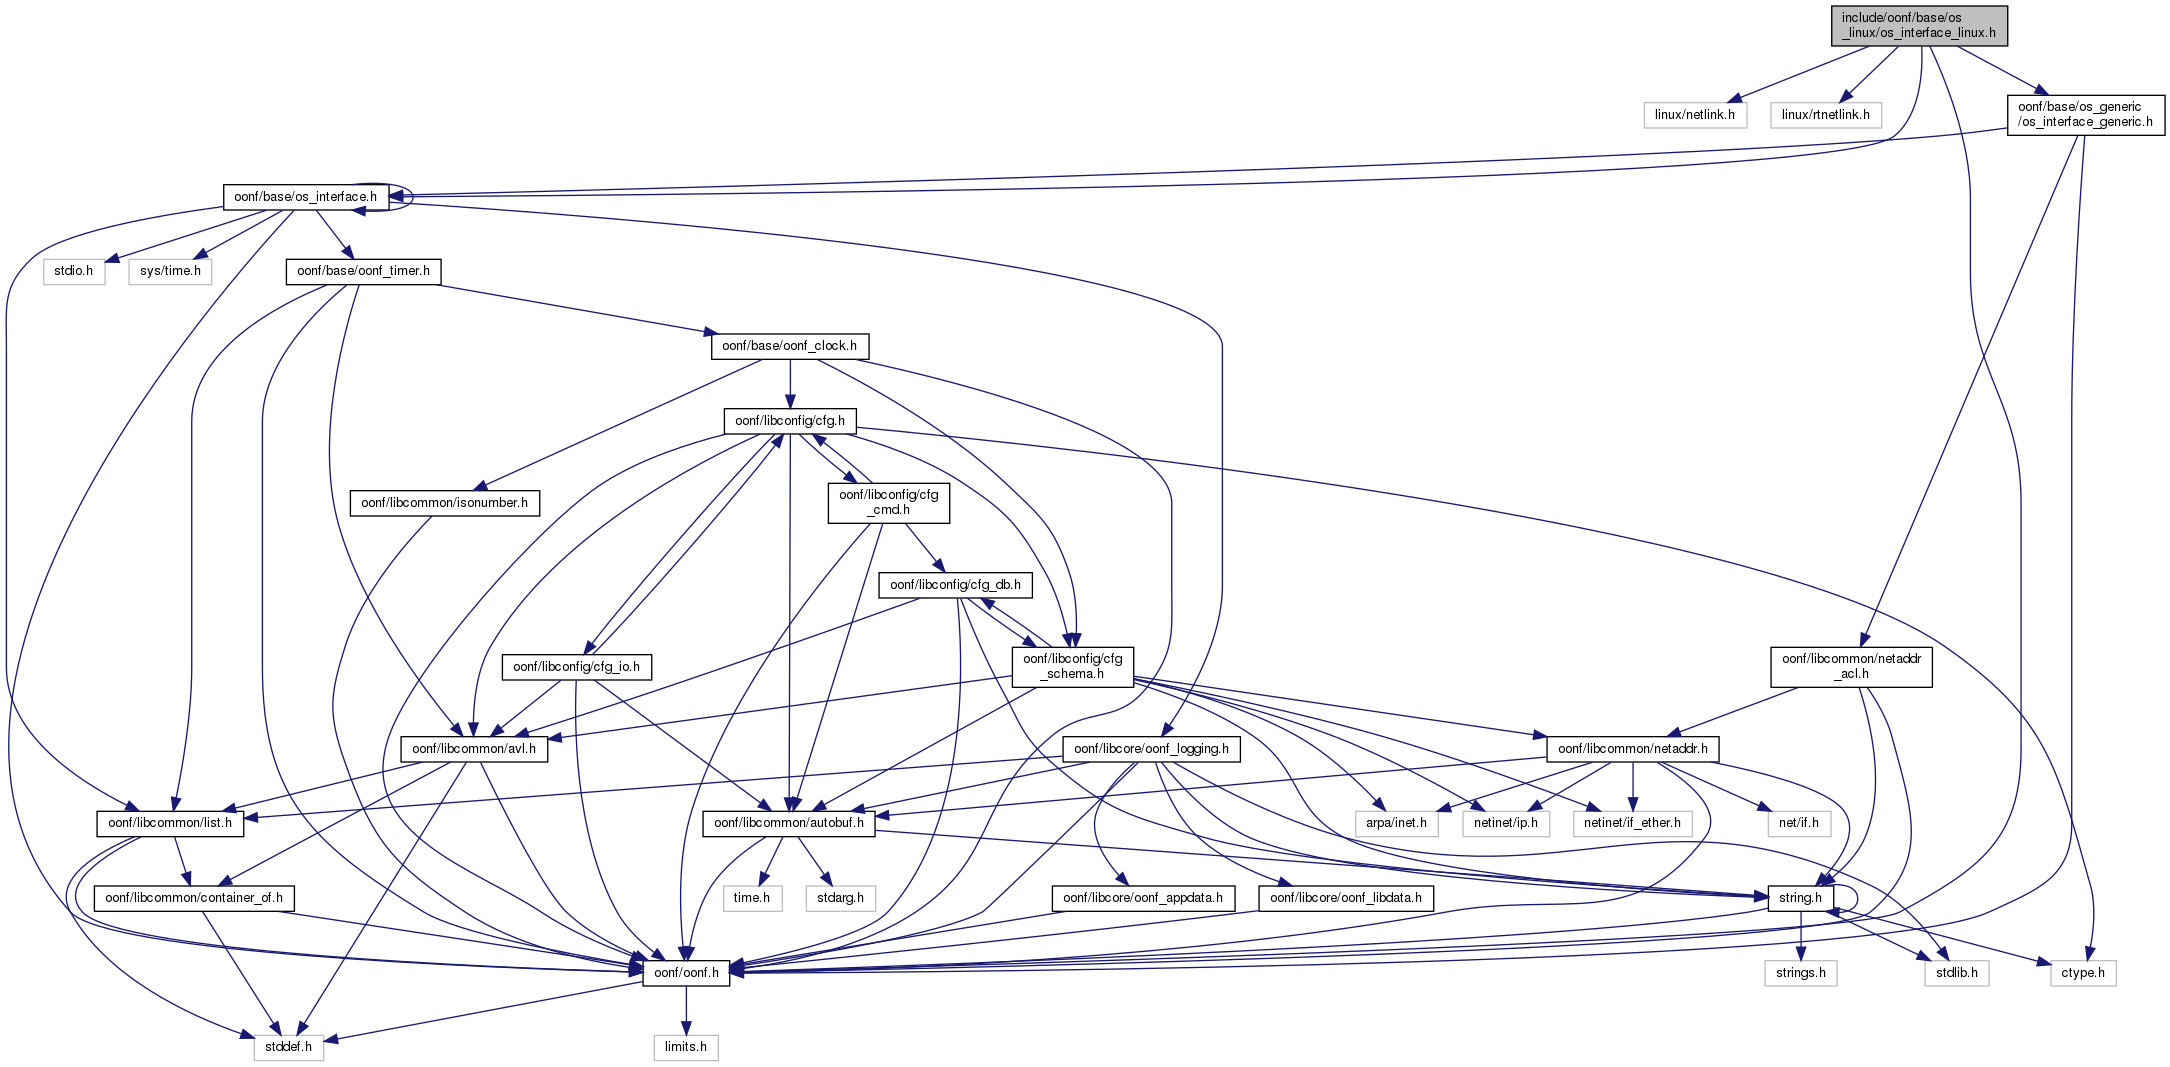 include/oonf/base/os
_linux/os_interface_linux.h
linux/netlink.h
linux/rtnetlink.h
oonf/base/os_generic
/os_interface_generic.h
oonf/base/os_interface.h
stdio.h
sys/time.h
oonf/base/oonf_timer.h
oonf/base/oonf_clock.h
oonf/libconfig/cfg.h
oonf/libcommon/isonumber.h
oonf/libconfig/cfg
_cmd.h
oonf/libconfig/cfg_db.h
oonf/libconfig/cfg_io.h
oonf/libconfig/cfg
_schema.h
oonf/libcommon/netaddr
_acl.h
oonf/libcommon/avl.h
oonf/libcore/oonf_logging.h
oonf/libcommon/netaddr.h
oonf/libcommon/list.h
oonf/libcommon/autobuf.h
arpa/inet.h
netinet/ip.h
netinet/if_ether.h
net/if.h
oonf/libcommon/container_of.h
time.h
stdarg.h
oonf/libcore/oonf_appdata.h
oonf/libcore/oonf_libdata.h
string.h
oonf/oonf.h
strings.h
stdlib.h
ctype.h
stddef.h
limits.h